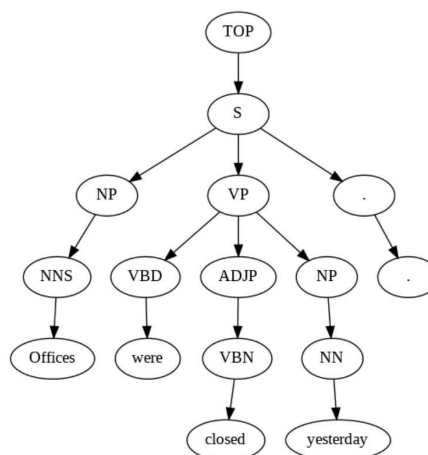 TOP
S
NP VP .
NNS VBD ADJP NP .
Offices were VBN NN
closed yesterday